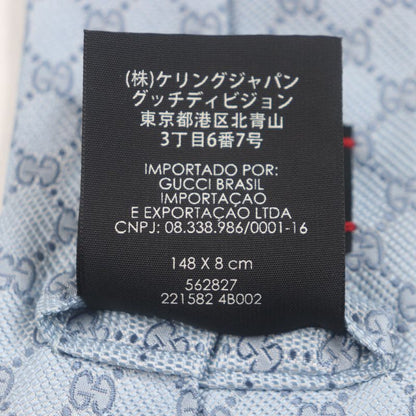 (株)ケリングジャパン
グッチディビジョン
東京都港区北青山
3丁目6番7号
IMPORTADO POR:
GUCCI BRASIL
IMPORTAÇAO
E EXPORTAÇAO LTDA
CNPJ: 08.338.986/0001-16
148 X 8 cm
562827
221582 4B002